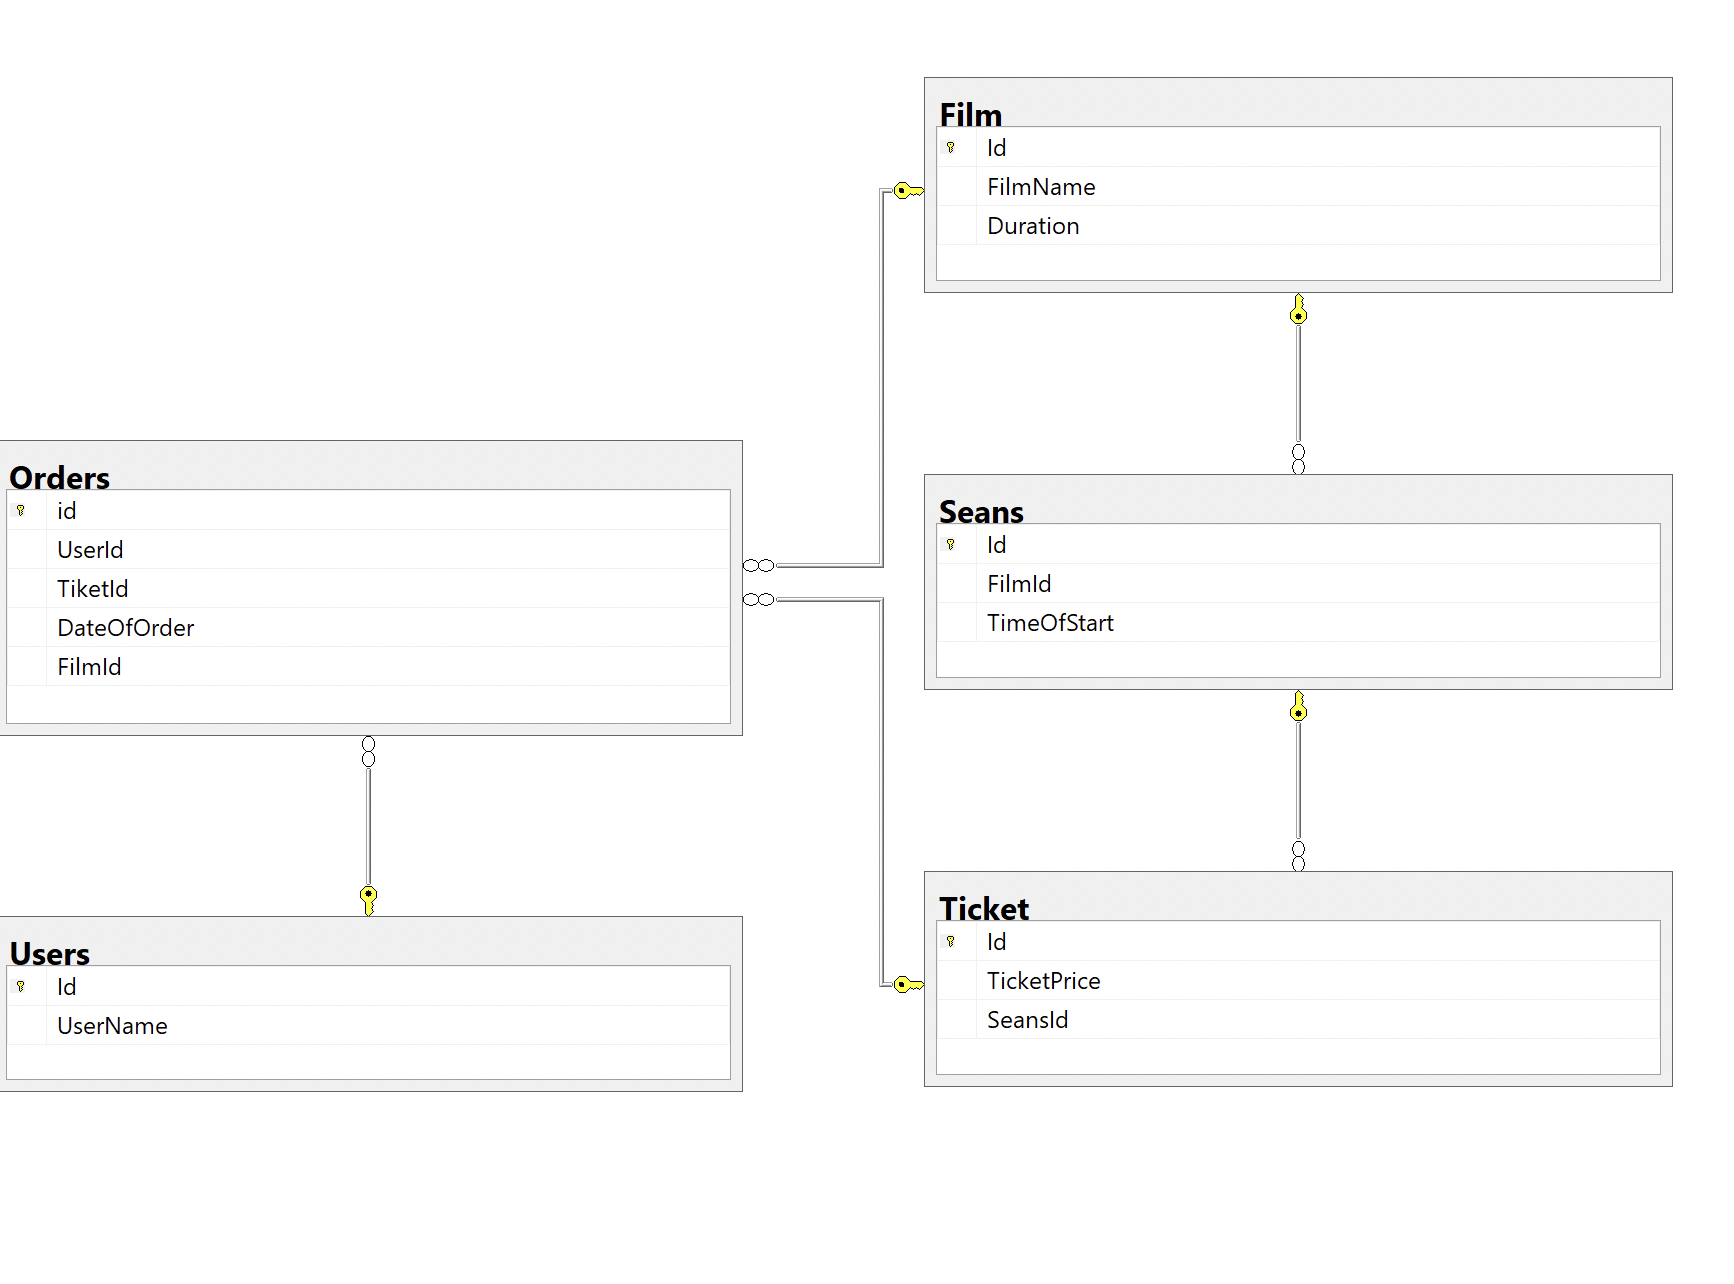 Film
Id
FilmName
Duration
Orders
id
UserId
TiketId
DateOfOrder
FilmId
Seans
Id
FilmId
TimeOfStart
Users
Id
UserName
Ticket
Id
TicketPrice
SeansId